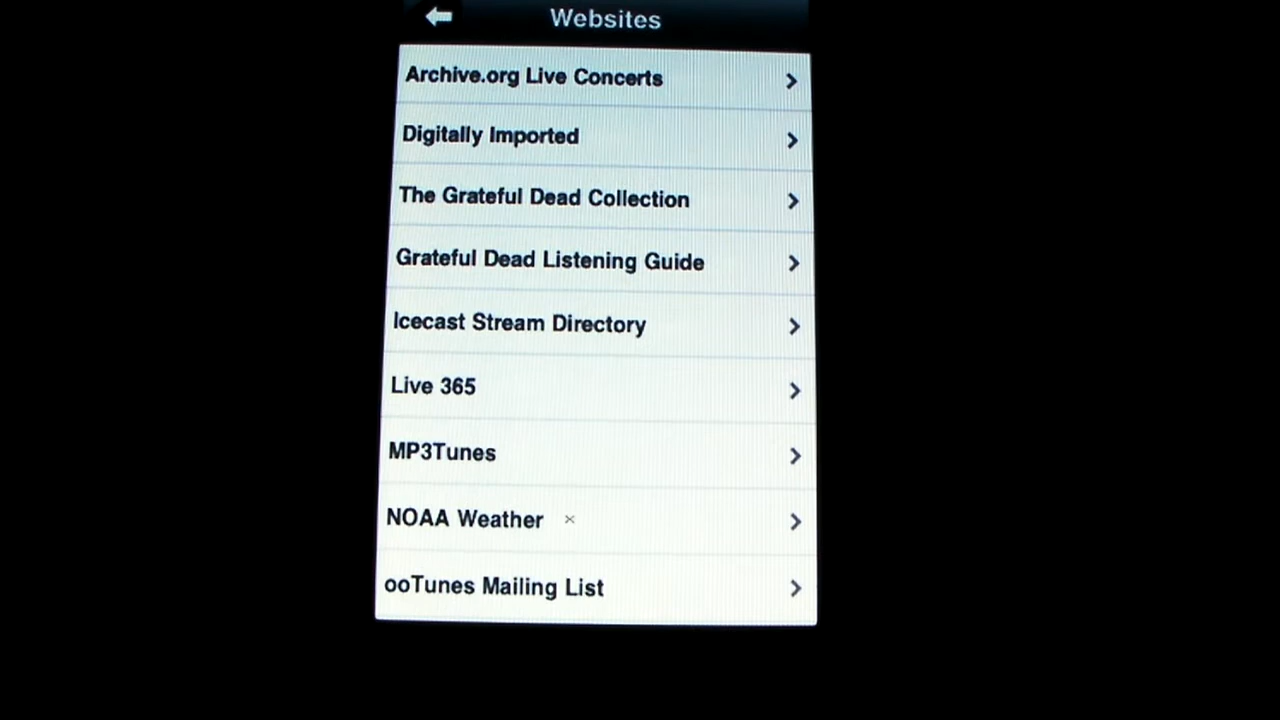 Websites
Archive.org Live Concerts
Digitally Imported
The Grateful Dead Collection
Grateful Dead Listening Guide
Icecast Stream Directory
Live 365
MP3Tunes
NOAA Weather
ooTunes Mailing List